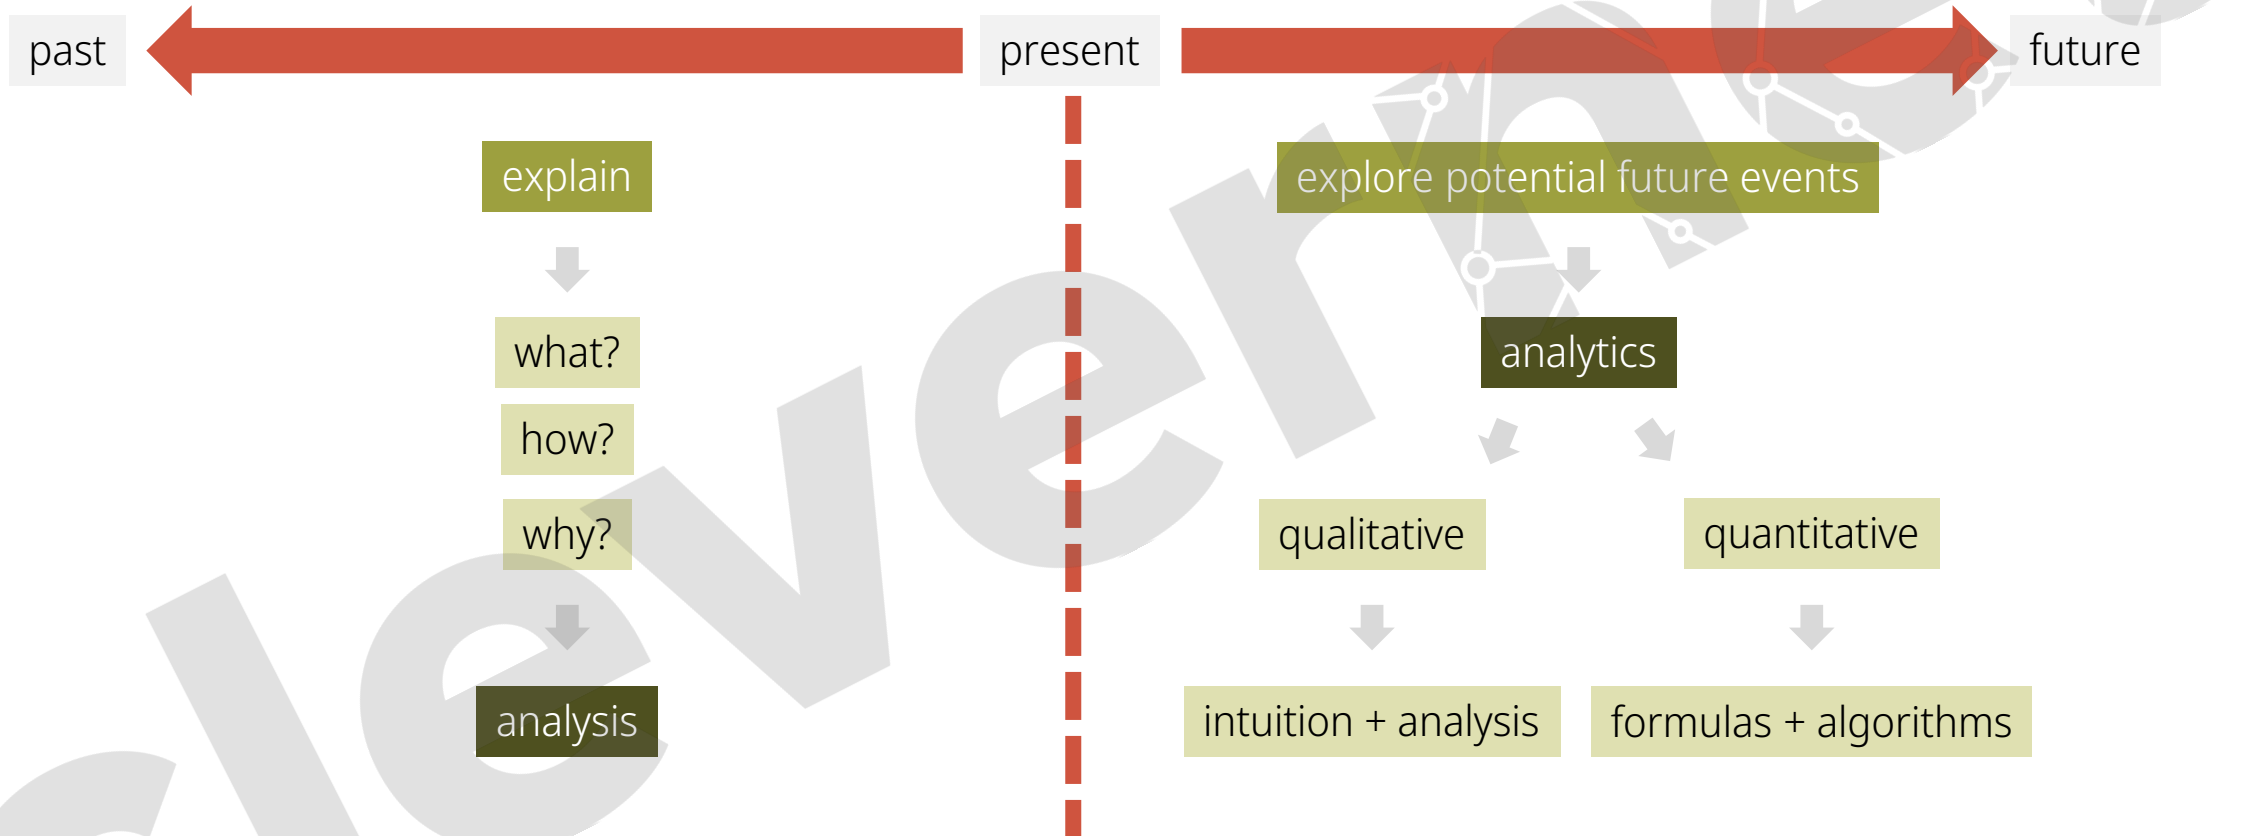 past
present
future
explain
explore potential future events
what?
analytics
how?
why?
qualitative
quantitative
analysis
intuition + analysis
formulas + algorithms